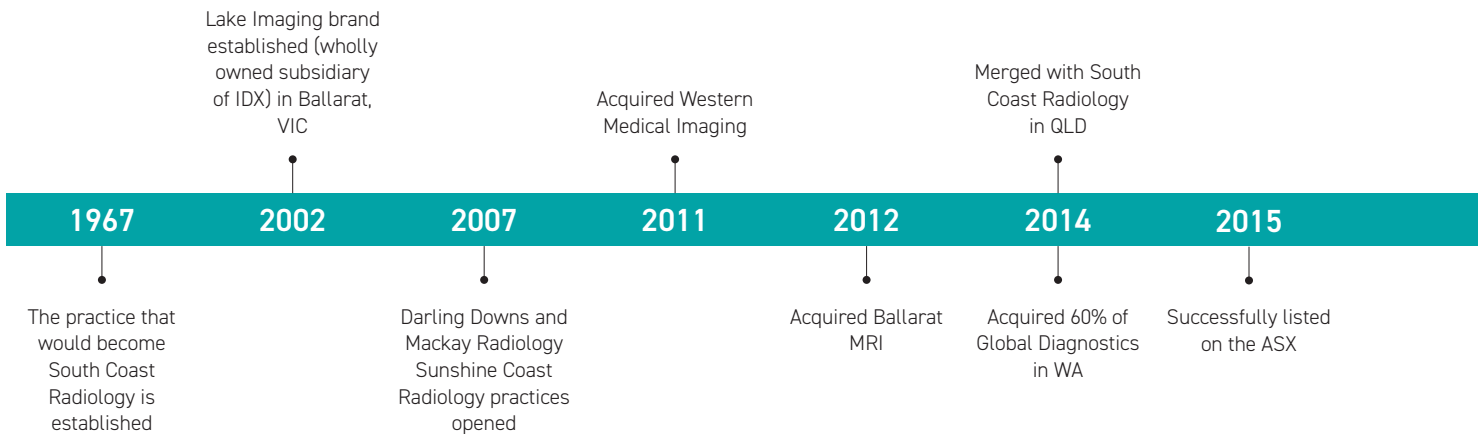 Lake Imaging brand
established (wholly
owned subsidiary
of IDX) in Ballarat,
VIC
Acquired Western
Medical Imaging
Merged with South
Coast Radiology
in QLD
1967
2002
2007
2011
2012
2014
2015
The practice that
would become
South Coast
Radiology is
established
Darling Downs and
Mackay Radiology
Sunshine Coast
Radiology practices
opened
Acquired Ballarat
MRI
Acquired 60% of
Global Diagnostics
in WA
Successfully listed
on the ASX